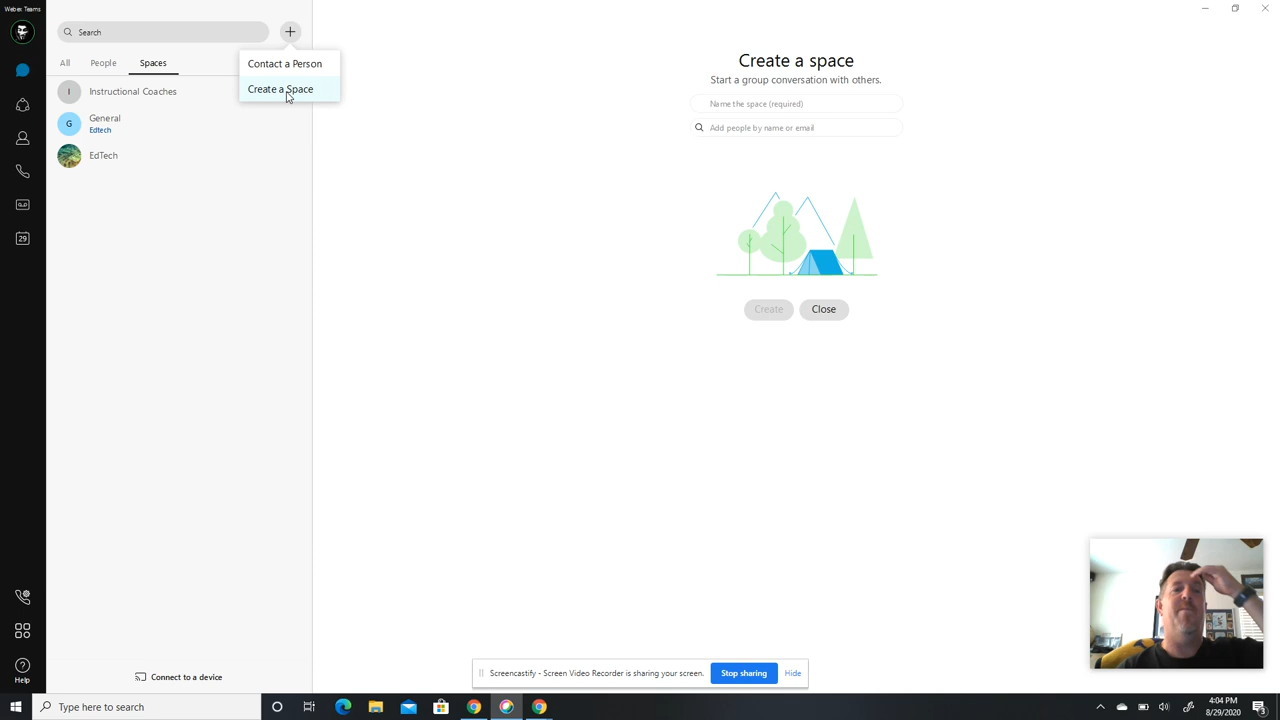 Webex Teams
Search
Contact a Person
Create a Space
All
People
Spaces
I
Instructional Coaches
G
General
Edtech
EdTech
29
Help
Connect to a device
Create a space
Start a group conversation with others.
Name the space (required)
Add people by name or email
Create
Close
Screencastify - Screen Video Recorder is sharing your screen.
Stop sharing
Hide
Type here to search
4:04 PM
8/29/2020
3